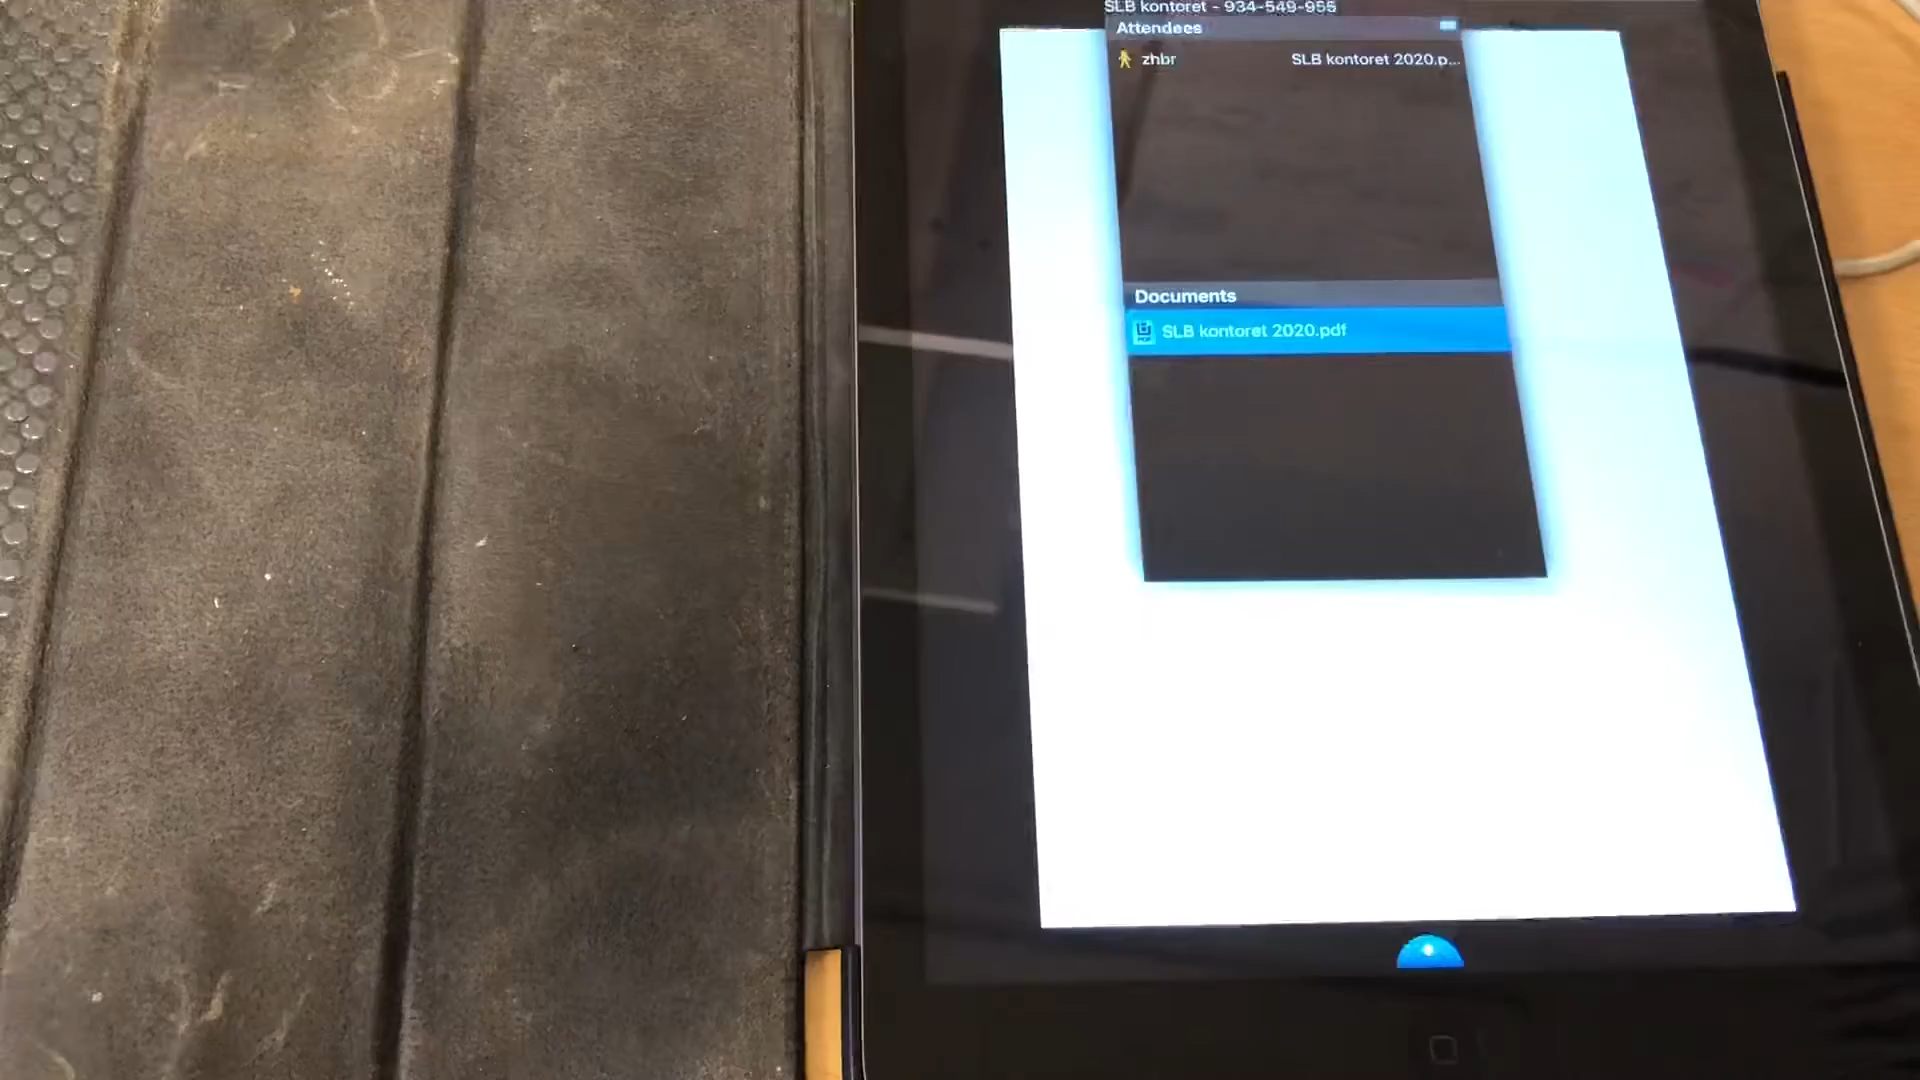 SLB kontoret - 934-549-955
Attendees
zhbr SLB kontoret 2020.p...
Documents
SLB kontoret 2020.pdf